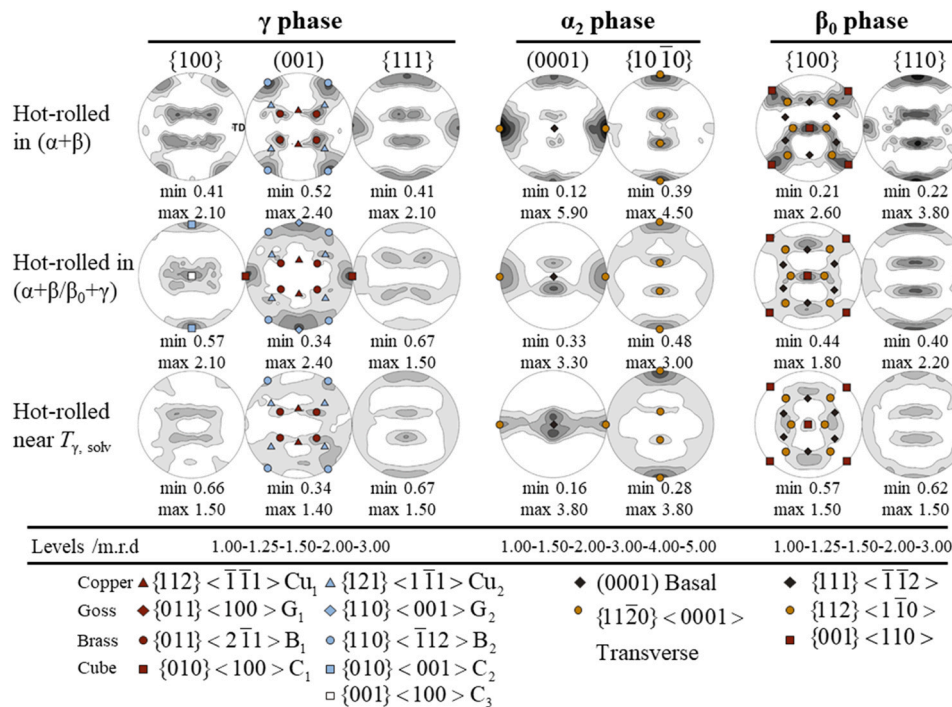 γ phase α₂ phase β₀ phase
{100} (001) {111} (0001) {101̄0} {100} {110}
Hot-rolled
in (α+β)
TD
min 0.41 min 0.52 min 0.41 min 0.12 min 0.39 min 0.21 min 0.22
max 2.10 max 2.40 max 2.10 max 5.90 max 4.50 max 2.60 max 3.80
Hot-rolled in
(α+β/β₀+γ)
min 0.57 min 0.34 min 0.67 min 0.33 min 0.48 min 0.44 min 0.40
max 2.10 max 2.40 max 1.50 max 3.30 max 3.00 max 1.80 max 2.20
Hot-rolled
near Tγ, solv
min 0.66 min 0.34 min 0.67 min 0.16 min 0.28 min 0.57 min 0.62
max 1.50 max 1.40 max 1.50 max 3.80 max 3.80 max 1.50 max 1.50
Levels /m.r.d 1.00-1.25-1.50-2.00-3.00 1.00-1.50-2.00-3.00-4.00-5.00 1.00-1.25-1.50-2.00-3.00
Copper {112}<1̄1̄1> Cu₁ {121}<11̄1> Cu₂ (0001) Basal {111}<1̄1̄2>
Goss {011}<100> G₁ {110}<001> G₂ {112̄0}<0001> {112}<11̄0>
Brass {011}<21̄1> B₁ {110}<1̄12> B₂ Transverse {001}<110>
Cube {010}<100> C₁ {010}<001> C₂
{001}<100> C₃